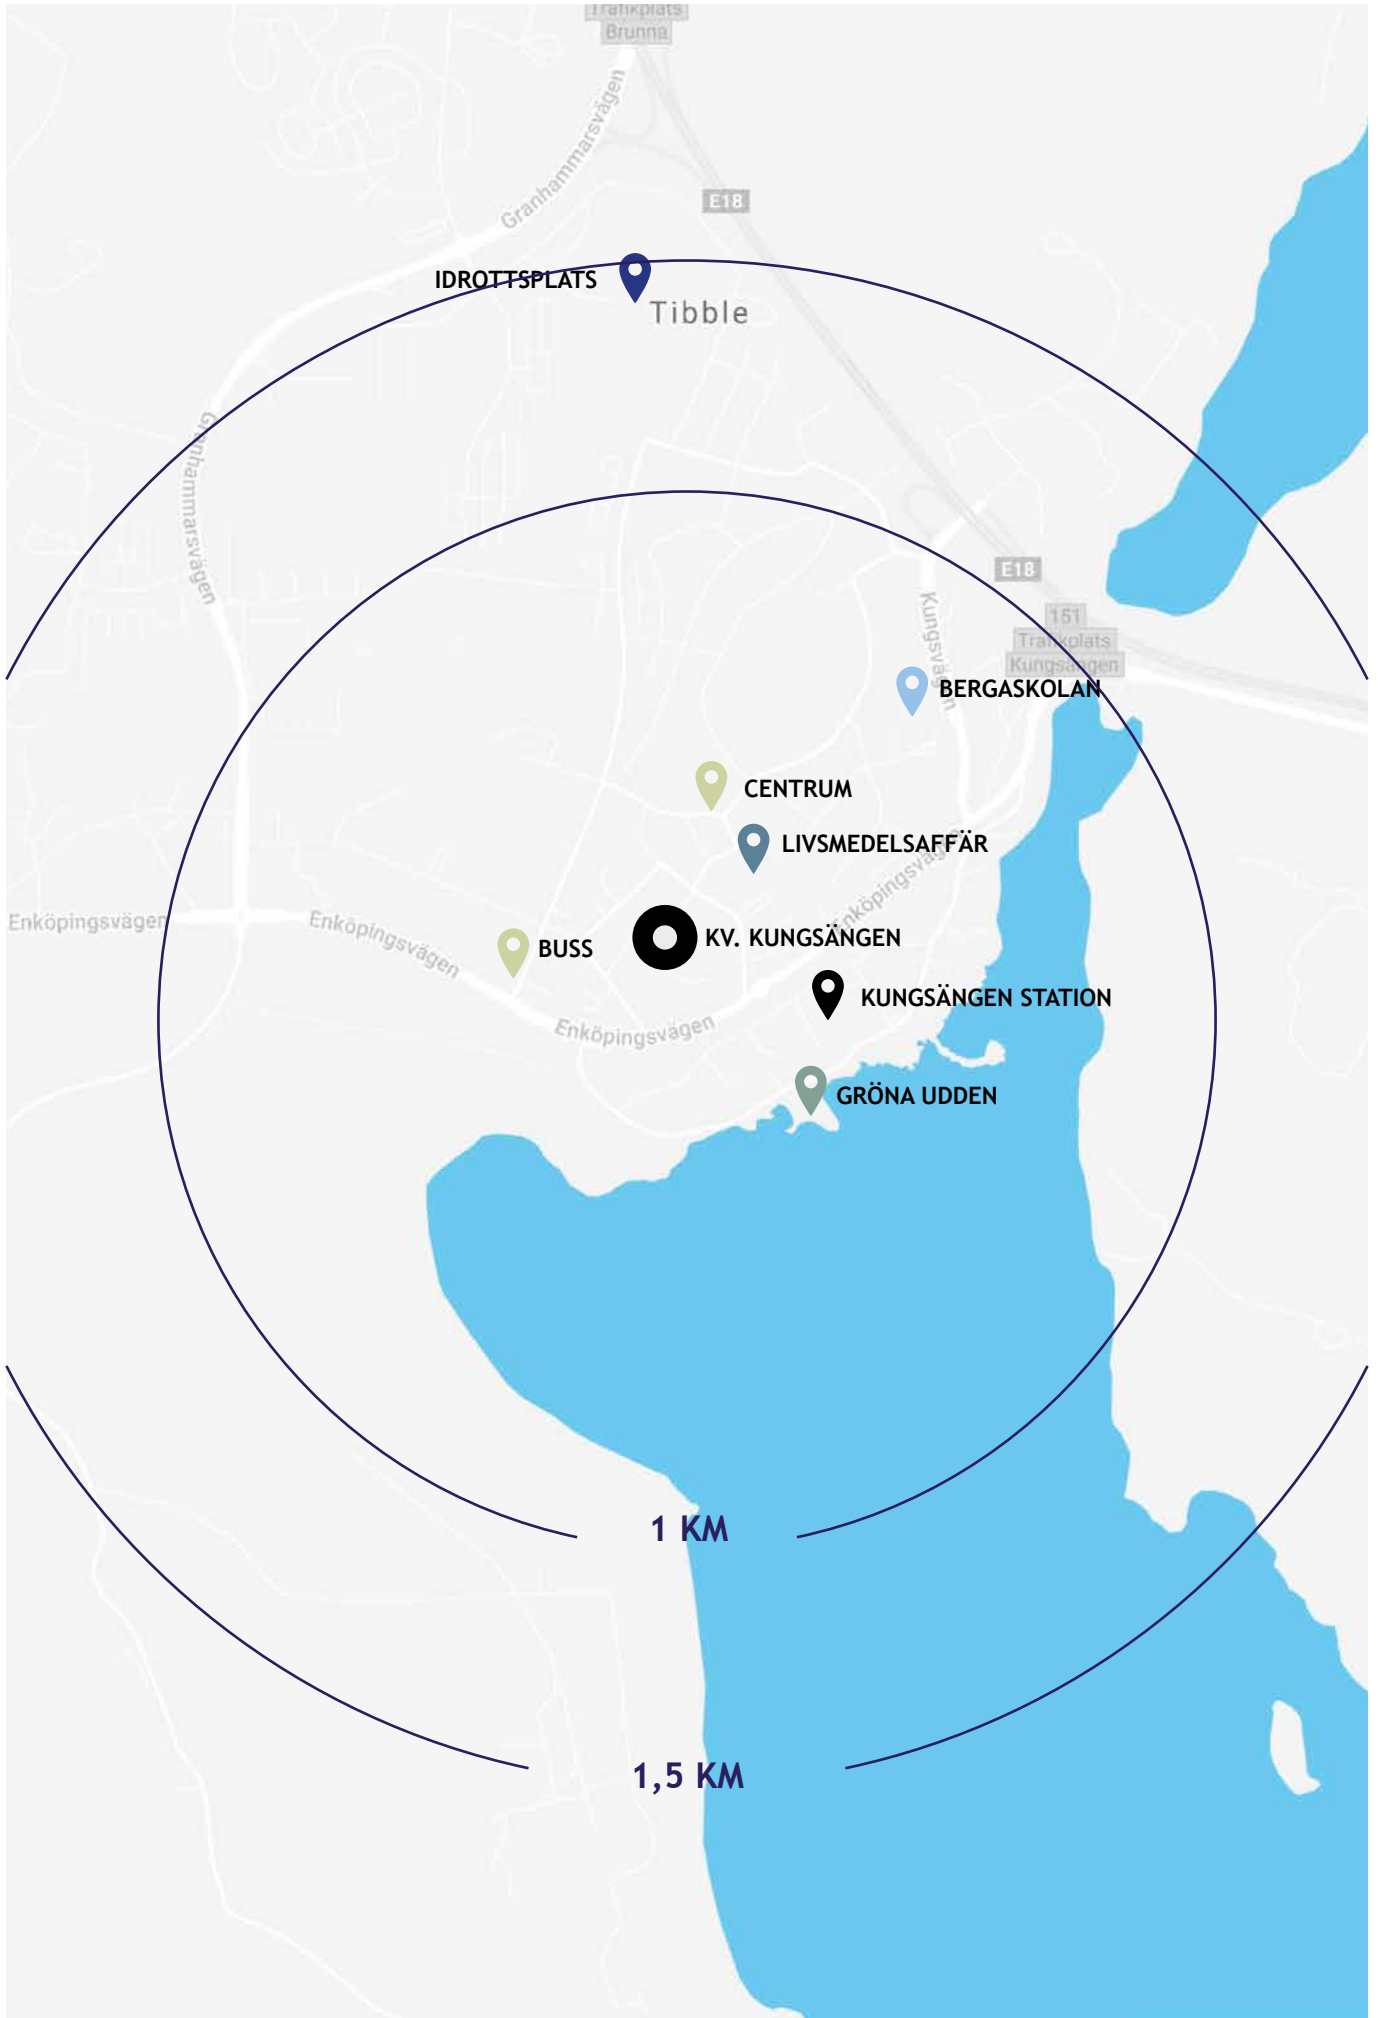 Trafikplats
Brunna
Granhammarsvägen
E18
IDROTTSPLATS
Tibble
Granhammarsvägen
E18
Kungsvägen
151
Trafikplats
Kungsängen
BERGASKOLAN
CENTRUM
LIVSMEDELSAFFÄR
Enköpingsvägen
Enköpingsvägen
Enköpingsvägen
BUSS
KV. KUNGSÄNGEN
KUNGSÄNGEN STATION
Enköpingsvägen
GRÖNA UDDEN
1 KM
1,5 KM